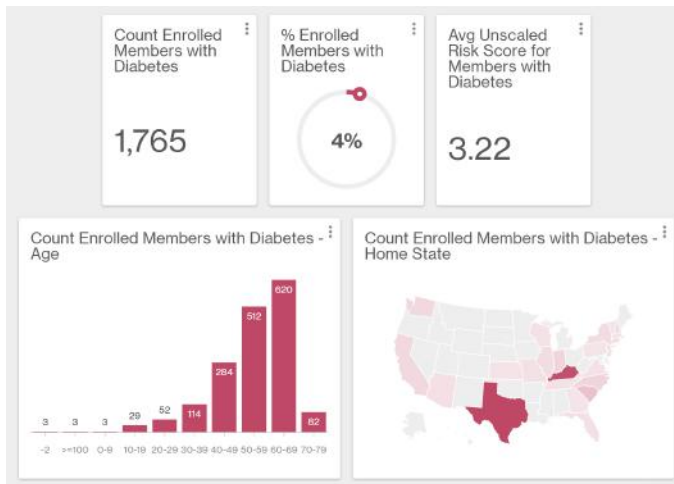 Count Enrolled
Members with
Diabetes
1,765
% Enrolled
Members with
Diabetes
4%
Avg Unscaled
Risk Score for
Members with
Diabetes
3.22
Count Enrolled Members with Diabetes -
Age
3 3 3 29 52 114 284 512 620 82
-2 >=100 0-9 10-19 20-29 30-39 40-49 50-59 60-69 70-79
Count Enrolled Members with Diabetes -
Home State